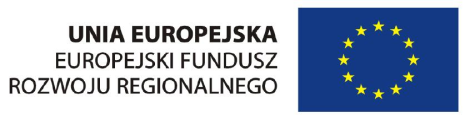 UNIA EUROPEJSKA
EUROPEJSKI FUNDUSZ
ROZWOJU REGIONALNEGO